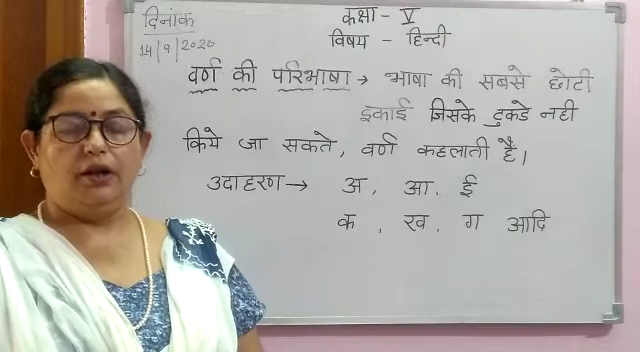 दिनांक
14/9/2020
कक्षा - V
विषय - हिन्दी
वर्ण की परिभाषा → भाषा की सबसे छोटी
इकाई जिसके टुकडे नही
किये जा सकते, वर्ण कहलाती है।
उदाहरण → अ, आ. ई
क , ख, ग आदि